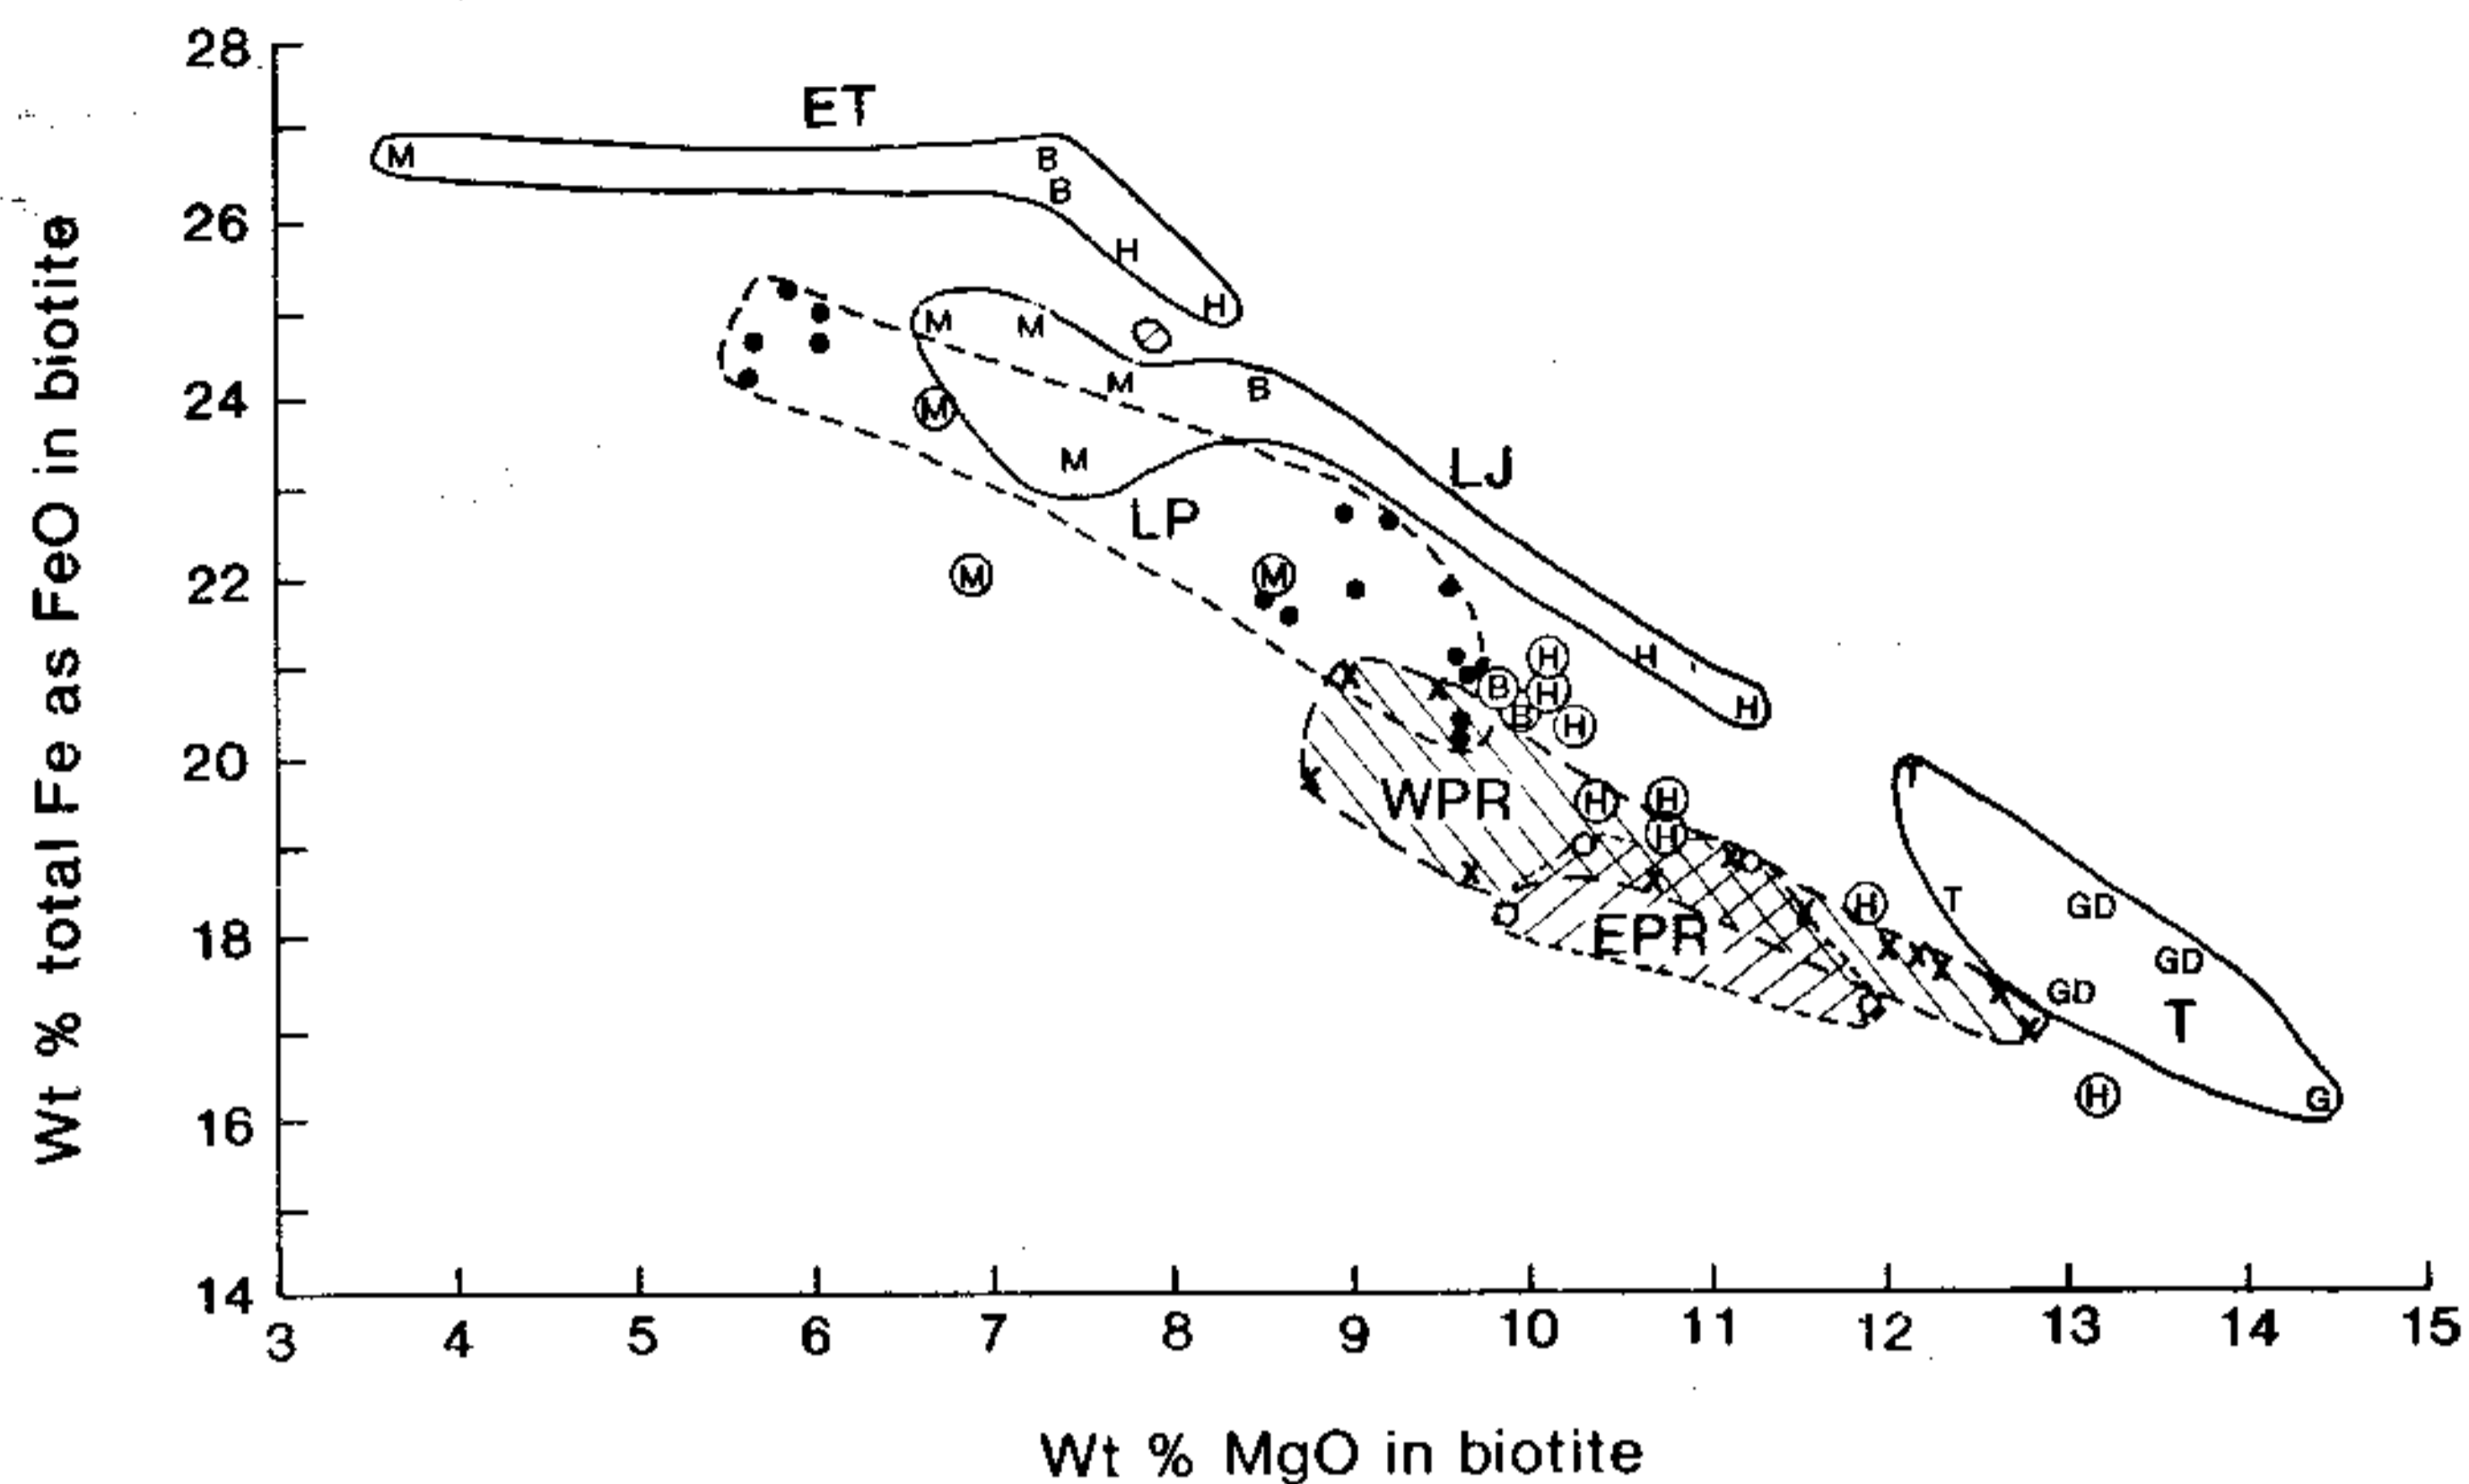 28
ET
M
B
B
26
H
H
M
M
M
B
24
M
M
LJ
LP
22
M
M
H
H
B
H
B
H
H
20
T
WPR
H
H
H
T
GD
H
18
EPR
GD
GD
T
16
H
G
14
3 4 5 6 7 8 9 10 11 12 13 14 15
Wt % total Fe as FeO in biotite
Wt % MgO in biotite